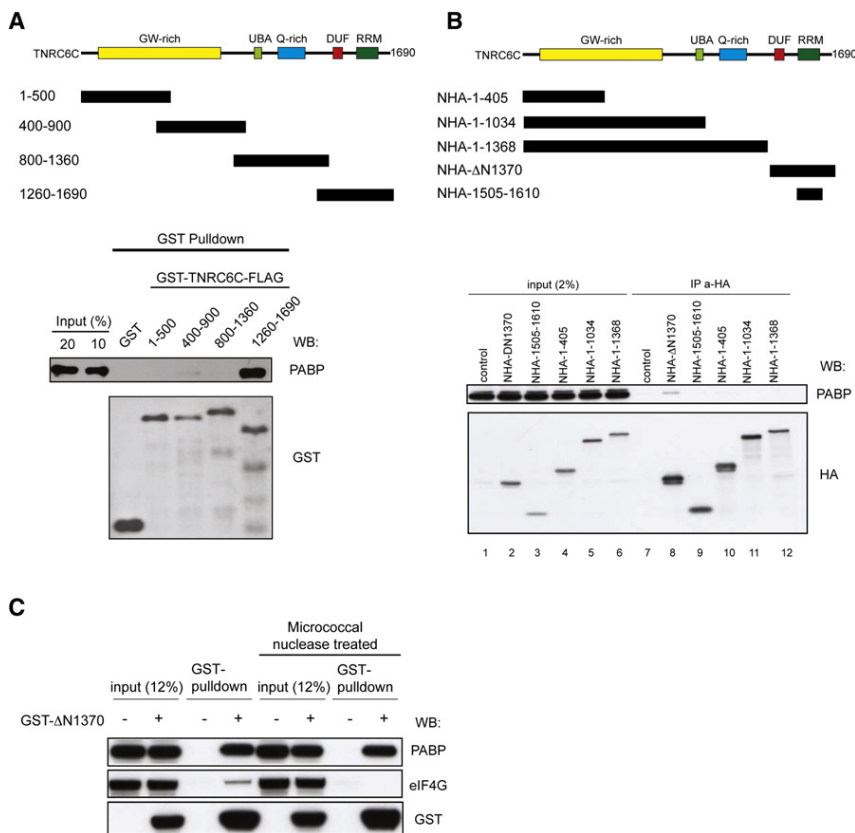 A
GW-rich UBA Q-rich DUF RRM
TNRC6C 1690
1-500
400-900
800-1360
1260-1690
GST Pulldown
GST-TNRC6C-FLAG
Input (%) GST 1-500 400-900 800-1360 1260-1690
20 10 WB:
PABP
GST
B
GW-rich UBA Q-rich DUF RRM
TNRC6C 1690
NHA-1-405
NHA-1-1034
NHA-1-1368
NHA-ΔN1370
NHA-1505-1610
input (2%) IP a-HA
control NHA-DN1370 NHA-1505-1610 NHA-1-405 NHA-1-1034 NHA-1-1368 control NHA-ΔN1370 NHA-1505-1610 NHA-1-405 NHA-1-1034 NHA-1-1368 WB:
PABP
HA
1 2 3 4 5 6 7 8 9 10 11 12
C
Micrococcal
nuclease treated
input (12%) GST-pulldown input (12%) GST-pulldown
GST-ΔN1370 - + - + - + - + WB:
PABP
eIF4G
GST